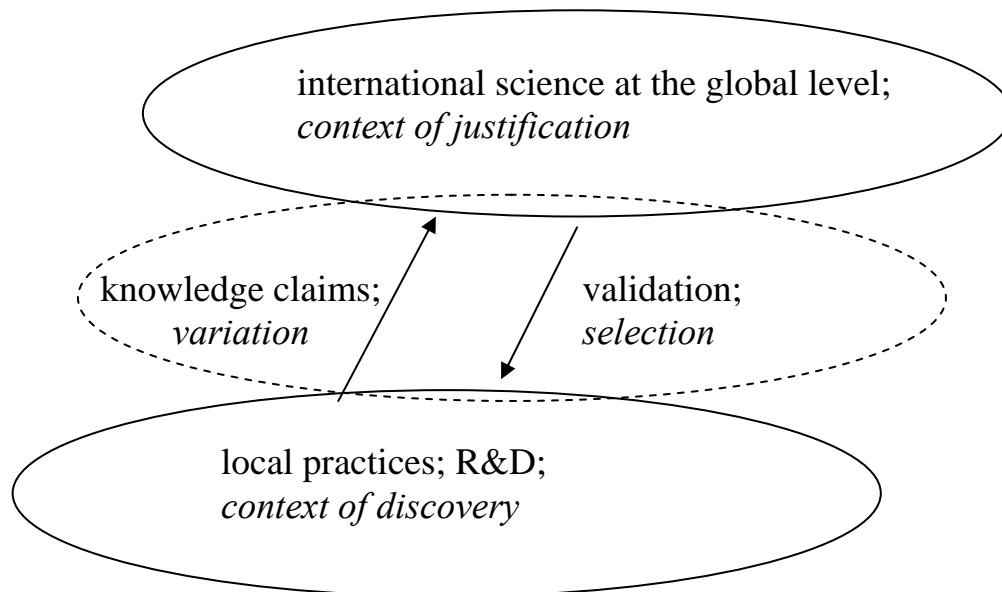 international science at the global level;
context of justification
knowledge claims;
variation
validation;
selection
local practices; R&D;
context of discovery